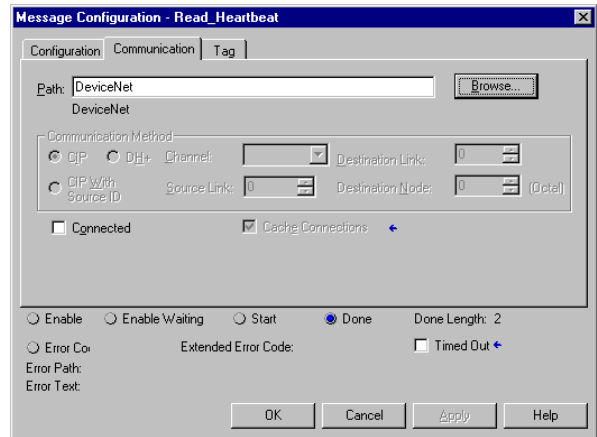 Message Configuration - Read_Heartbeat
Configuration Communication Tag
Path: DeviceNet Browse...
DeviceNet
Communication Method
CIP DH+ Channel: Destination Link: 0
CIP With Source ID Source Link: 0 Destination Node: 0 (Octal)
Connected Cache Connections
Enable Enable Waiting Start Done Done Length: 2
Error Co Extended Error Code: Timed Out
Error Path:
Error Text:
OK Cancel Apply Help